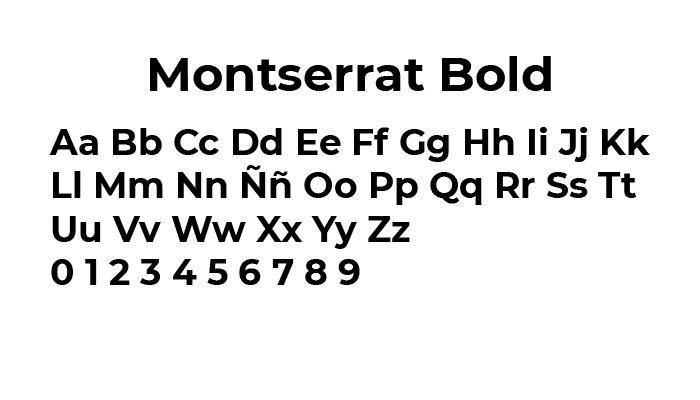 Montserrat Bold
Aa Bb Cc Dd Ee Ff Gg Hh Ii Jj Kk
Ll Mm Nn Ññ Oo Pp Qq Rr Ss Tt
Uu Vv Ww Xx Yy Zz
0 1 2 3 4 5 6 7 8 9